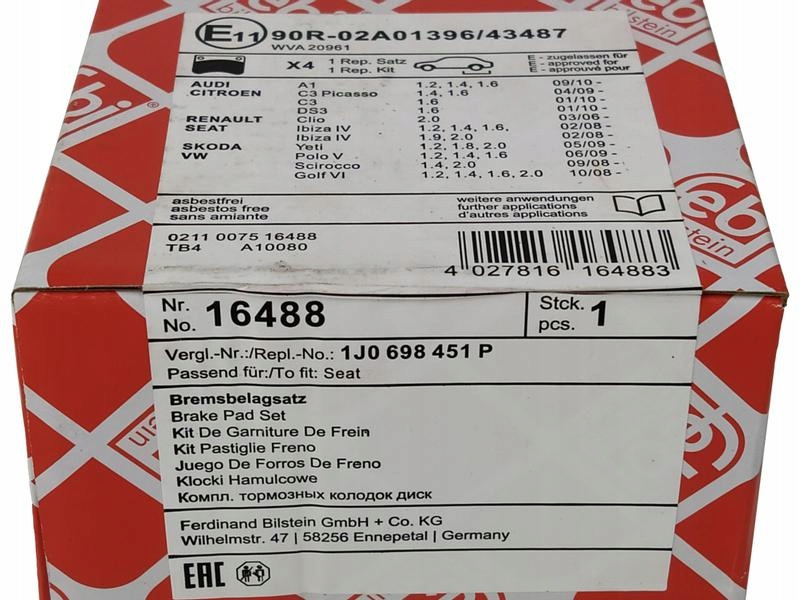 E11 90R-02A01396/43487
WVA 20961
X4 1 Rep. Satz
1 Rep. Kit
E - zugelassen für
E - approved for
E - approuvé pour
AUDI A1 1.2, 1.4, 1.6 09/10 -
CITROEN C3 Picasso 1.4, 1.6 04/09 -
C3 1.6 01/10 -
DS3 1.6 01/10 -
RENAULT Clio 2.0 03/06 -
SEAT Ibiza IV 1.2, 1.4, 1.6, 02/08 -
Ibiza IV 1.9, 2.0 02/08 -
SKODA Yeti 1.2, 1.8, 2.0 05/09 -
VW Polo V 1.2, 1.4, 1.6 06/09 -
Scirocco 1.4, 2.0 09/08 -
Golf VI 1.2, 1.4, 1.6, 2.0 10/08 -
asbestfrei
asbestos free
sans amiante
weitere anwendungen
further applications
d'autres applications
0211 0075 16488
TB4 A10080
4 027816 164883
Nr.
No. 16488
Stck.
pcs. 1
Vergl.-Nr.:/Repl.-No.: 1J0 698 451 P
Passend für:/To fit: Seat
Bremsbelagsatz
Brake Pad Set
Kit De Garniture De Frein
Kit Pastiglie Freno
Juego De Forros De Freno
Klocki Hamulcowe
Компл. тормозных колодок диск
Ferdinand Bilstein GmbH + Co. KG
Wilhelmstr. 47 | 58256 Ennepetal | Germany
EAC
febi
bilstein